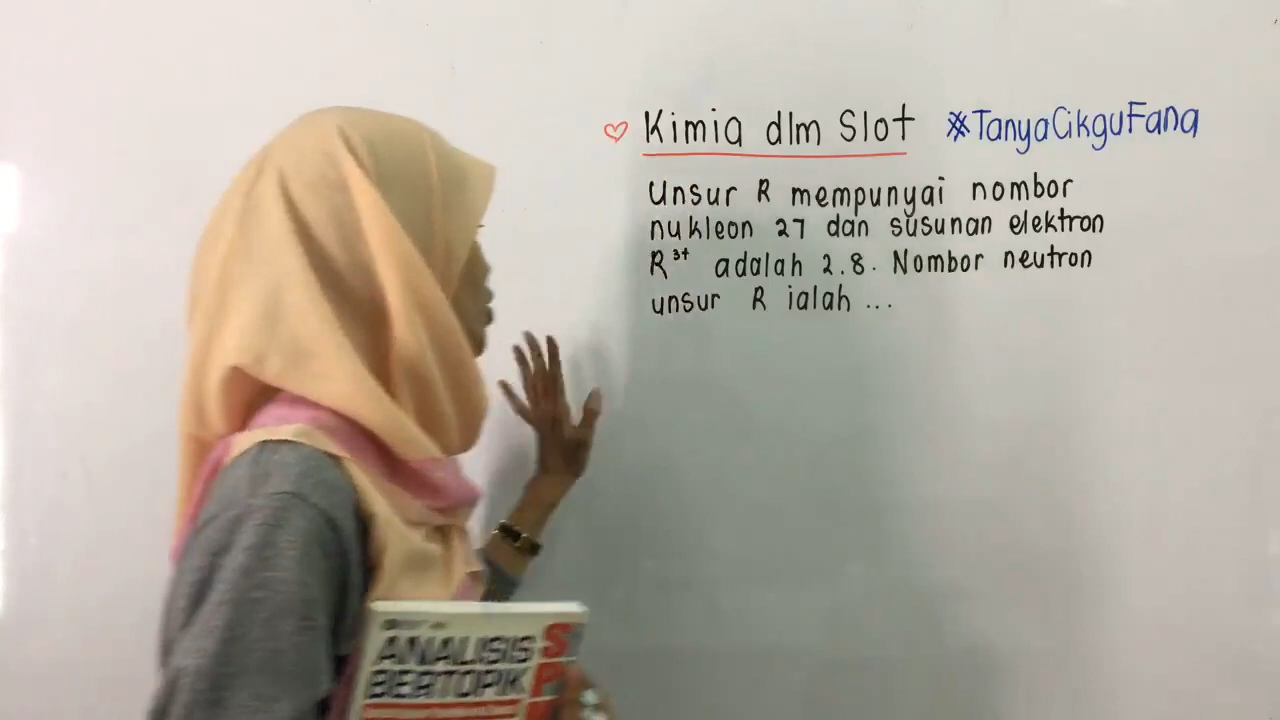 Kimia dlm Slot #TanyaCikguFana
Unsur R mempunyai nombor
nukleon 27 dan susunan elektron
R³⁺ adalah 2.8. Nombor neutron
unsur R ialah ...
ANALISIS
BERTOPIK